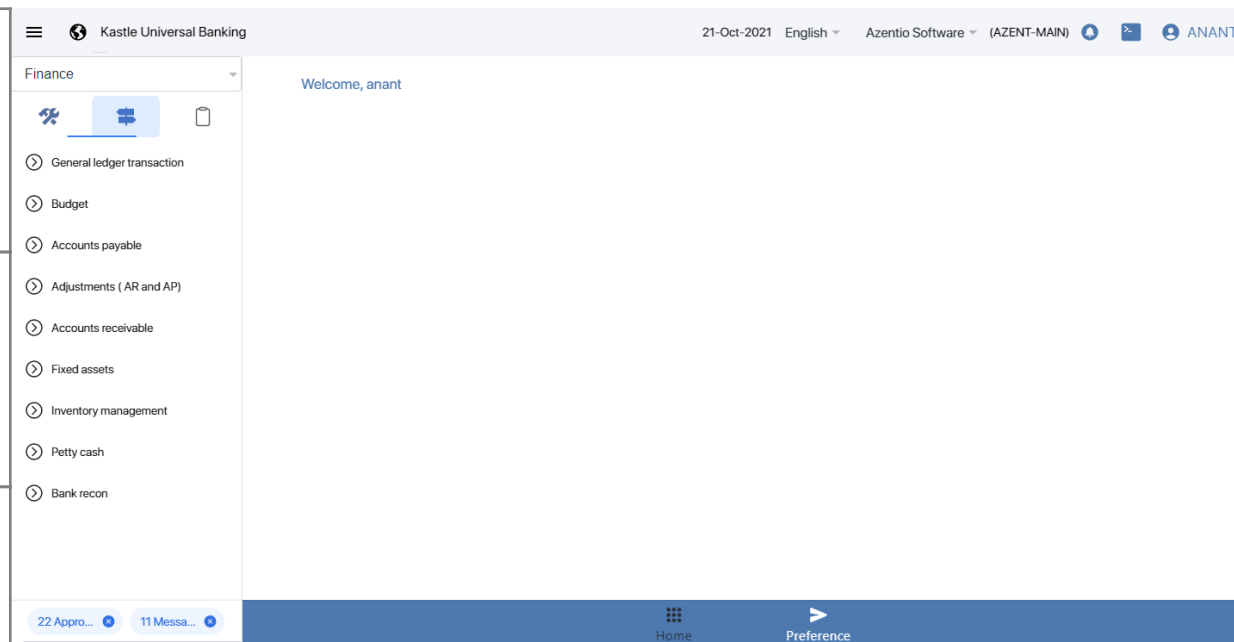 Kastle Universal Banking
21-Oct-2021 English Azentio Software (AZENT-MAIN) ANANT
Finance
Welcome, anant
General ledger transaction
Budget
Accounts payable
Adjustments ( AR and AP)
Accounts receivable
Fixed assets
Inventory management
Petty cash
Bank recon
22 Appro...
11 Messa...
Home
Preference